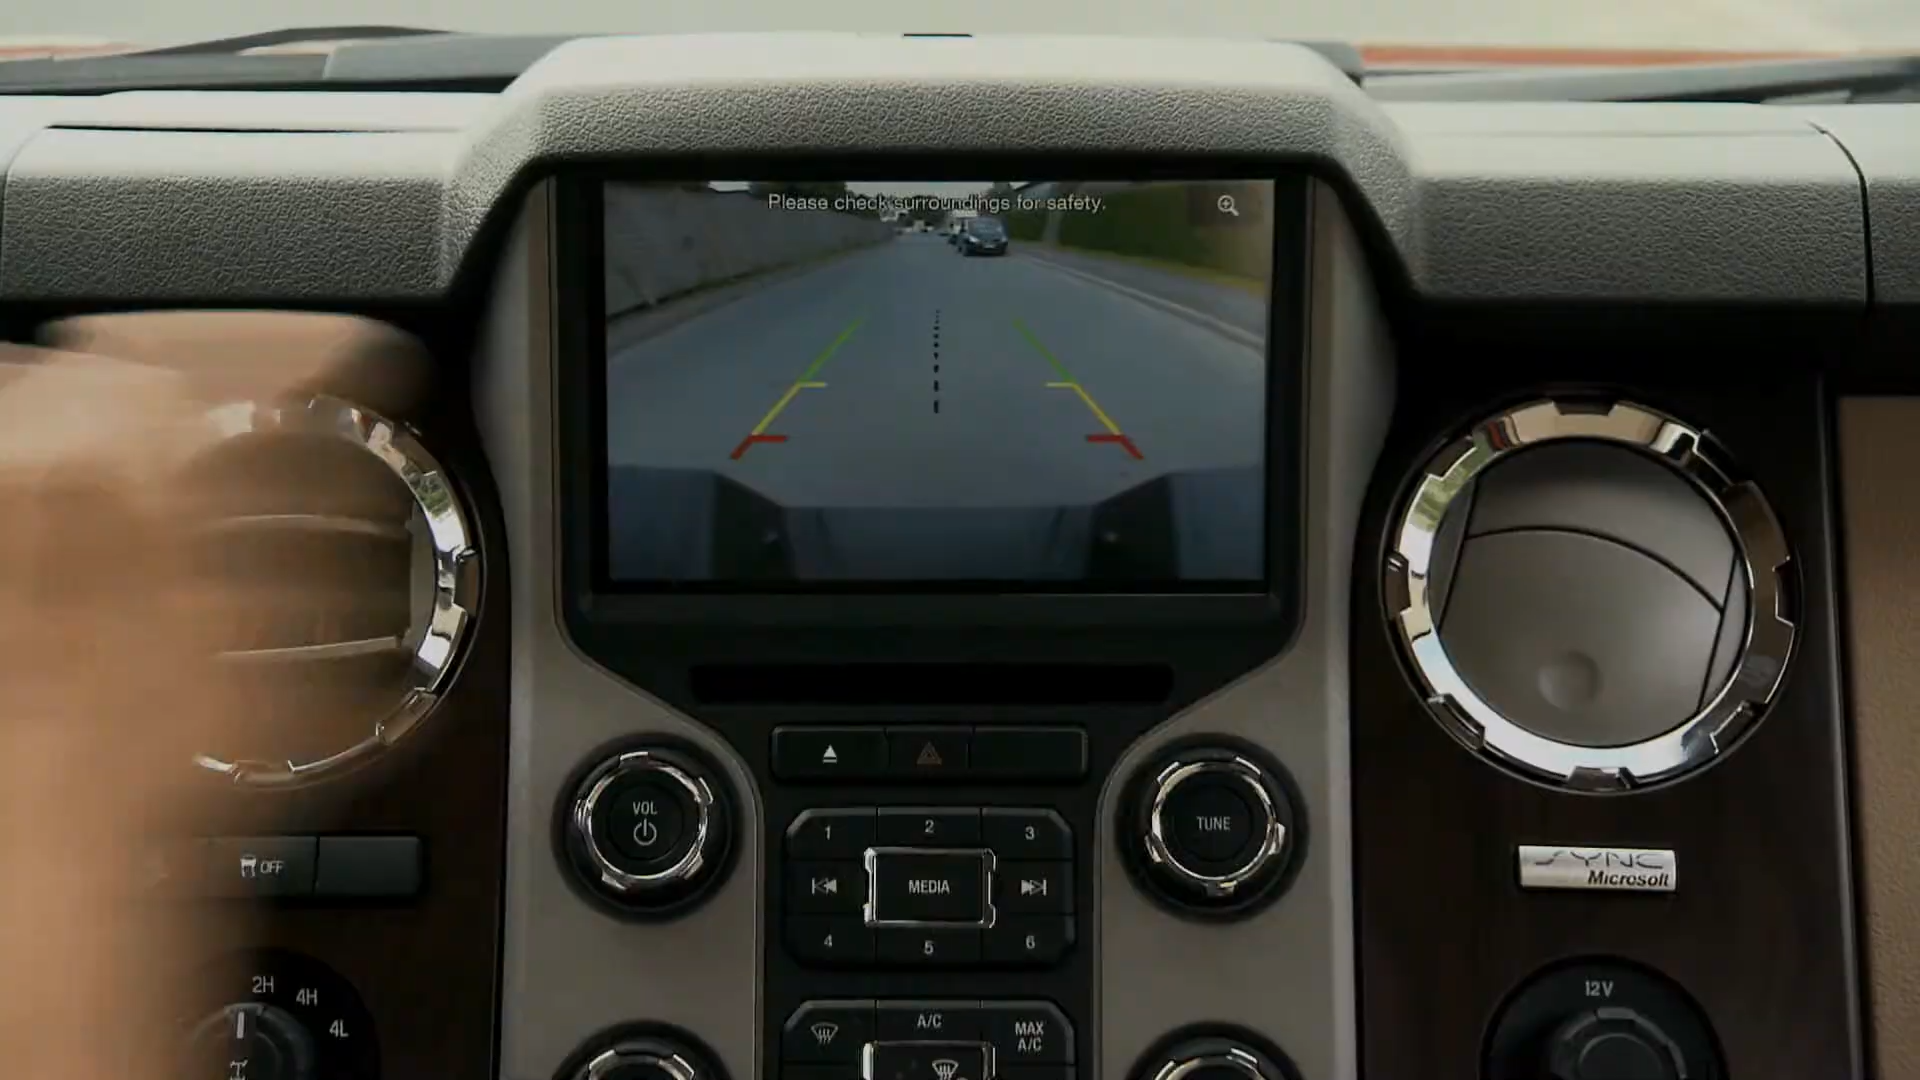 Please check surroundings for safety.
VOL
TUNE
1 2 3
MEDIA
4 5 6
OFF
SYNC
Microsoft
2H
4H
4L
12V
A/C
MAX
A/C